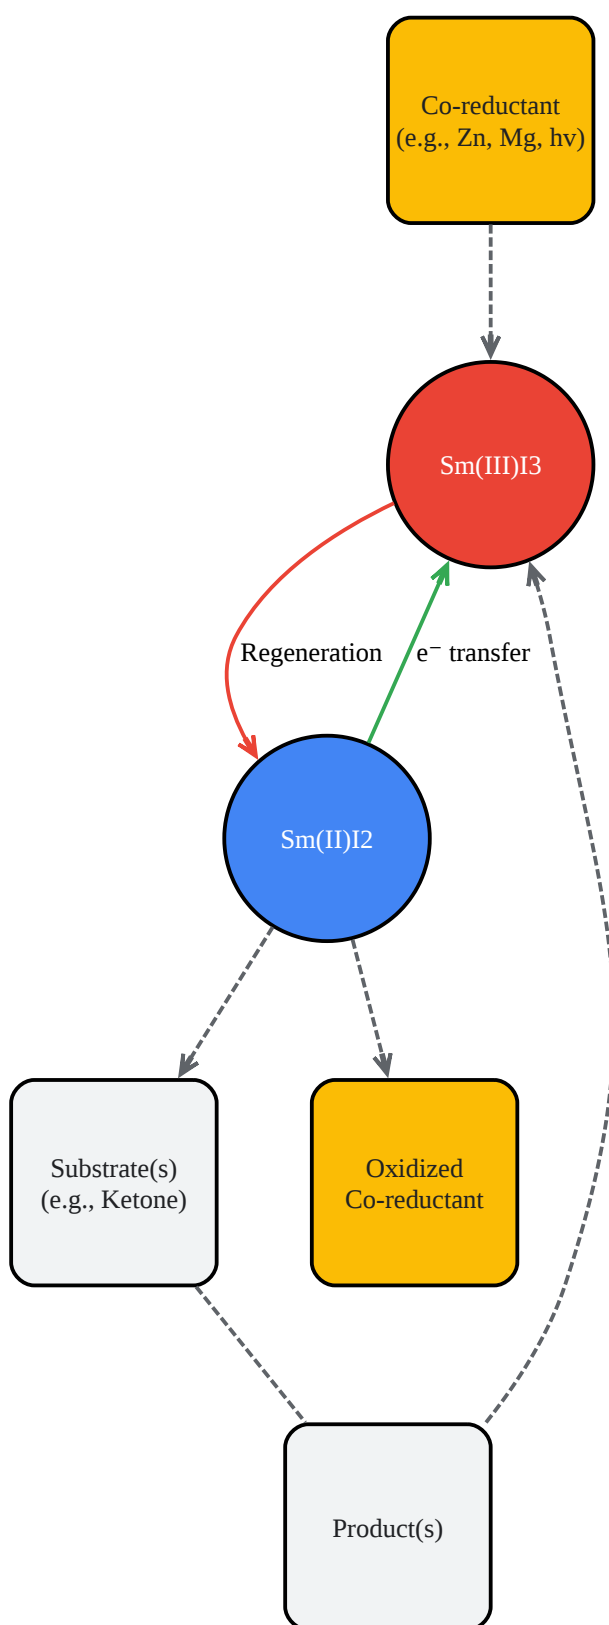 Co-reductant
(e.g., Zn, Mg, hv)
Sm(III)I3
Regeneration
e⁻ transfer
Sm(II)I2
Substrate(s)
(e.g., Ketone)
Oxidized
Co-reductant
Product(s)